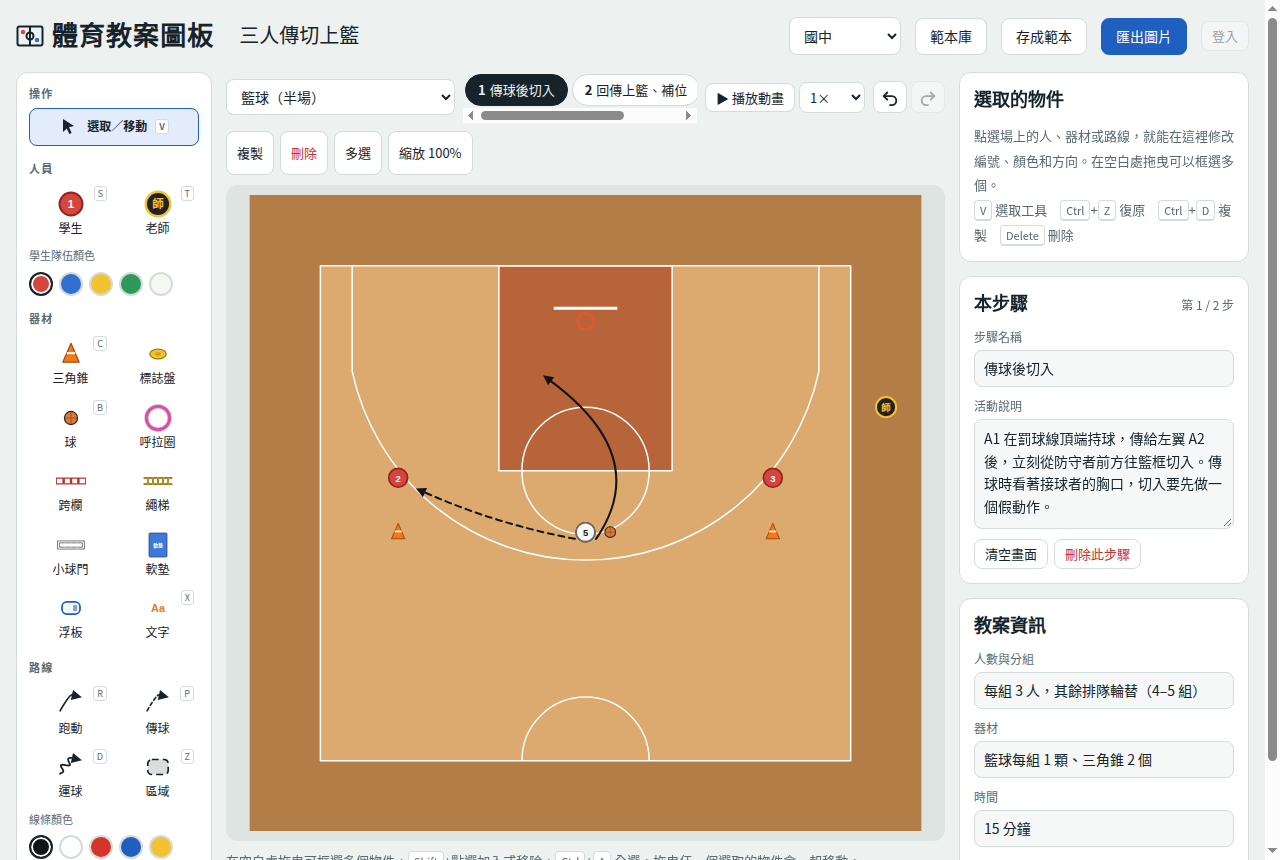 體育教案圖板
三人傳切上籃
國中
範本庫
存成範本
匯出圖片
登入
操作
選取／移動 V
人員
S
T
1
師
學生
老師
學生隊伍顏色
器材
C
三角錐
標誌盤
B
球
呼拉圈
跨欄
繩梯
軟墊
小球門
軟墊
X
Aa
浮板
文字
路線
R
P
跑動
傳球
D
Z
運球
區域
線條顏色
籃球（半場）
1 傳球後切入
2 回傳上籃、補位
▶ 播放動畫
1×
複製
刪除
多選
縮放 100%
師
2
3
5
選取的物件
點選場上的人、器材或路線，就能在這裡修改
編號、顏色和方向。在空白處拖曳可以框選多
個。
V 選取工具 Ctrl+Z 復原 Ctrl+D 複
製 Delete 刪除
本步驟
第 1 / 2 步
步驟名稱
傳球後切入
活動說明
A1 在罰球線頂端持球，傳給左翼 A2
後，立刻從防守者前方往籃框切入。傳
球時看著接球者的胸口，切入要先做一
個假動作。
清空畫面
刪除此步驟
教案資訊
人數與分組
每組 3 人，其餘排隊輪替（4–5 組）
器材
籃球每組 1 顆、三角錐 2 個
時間
15 分鐘